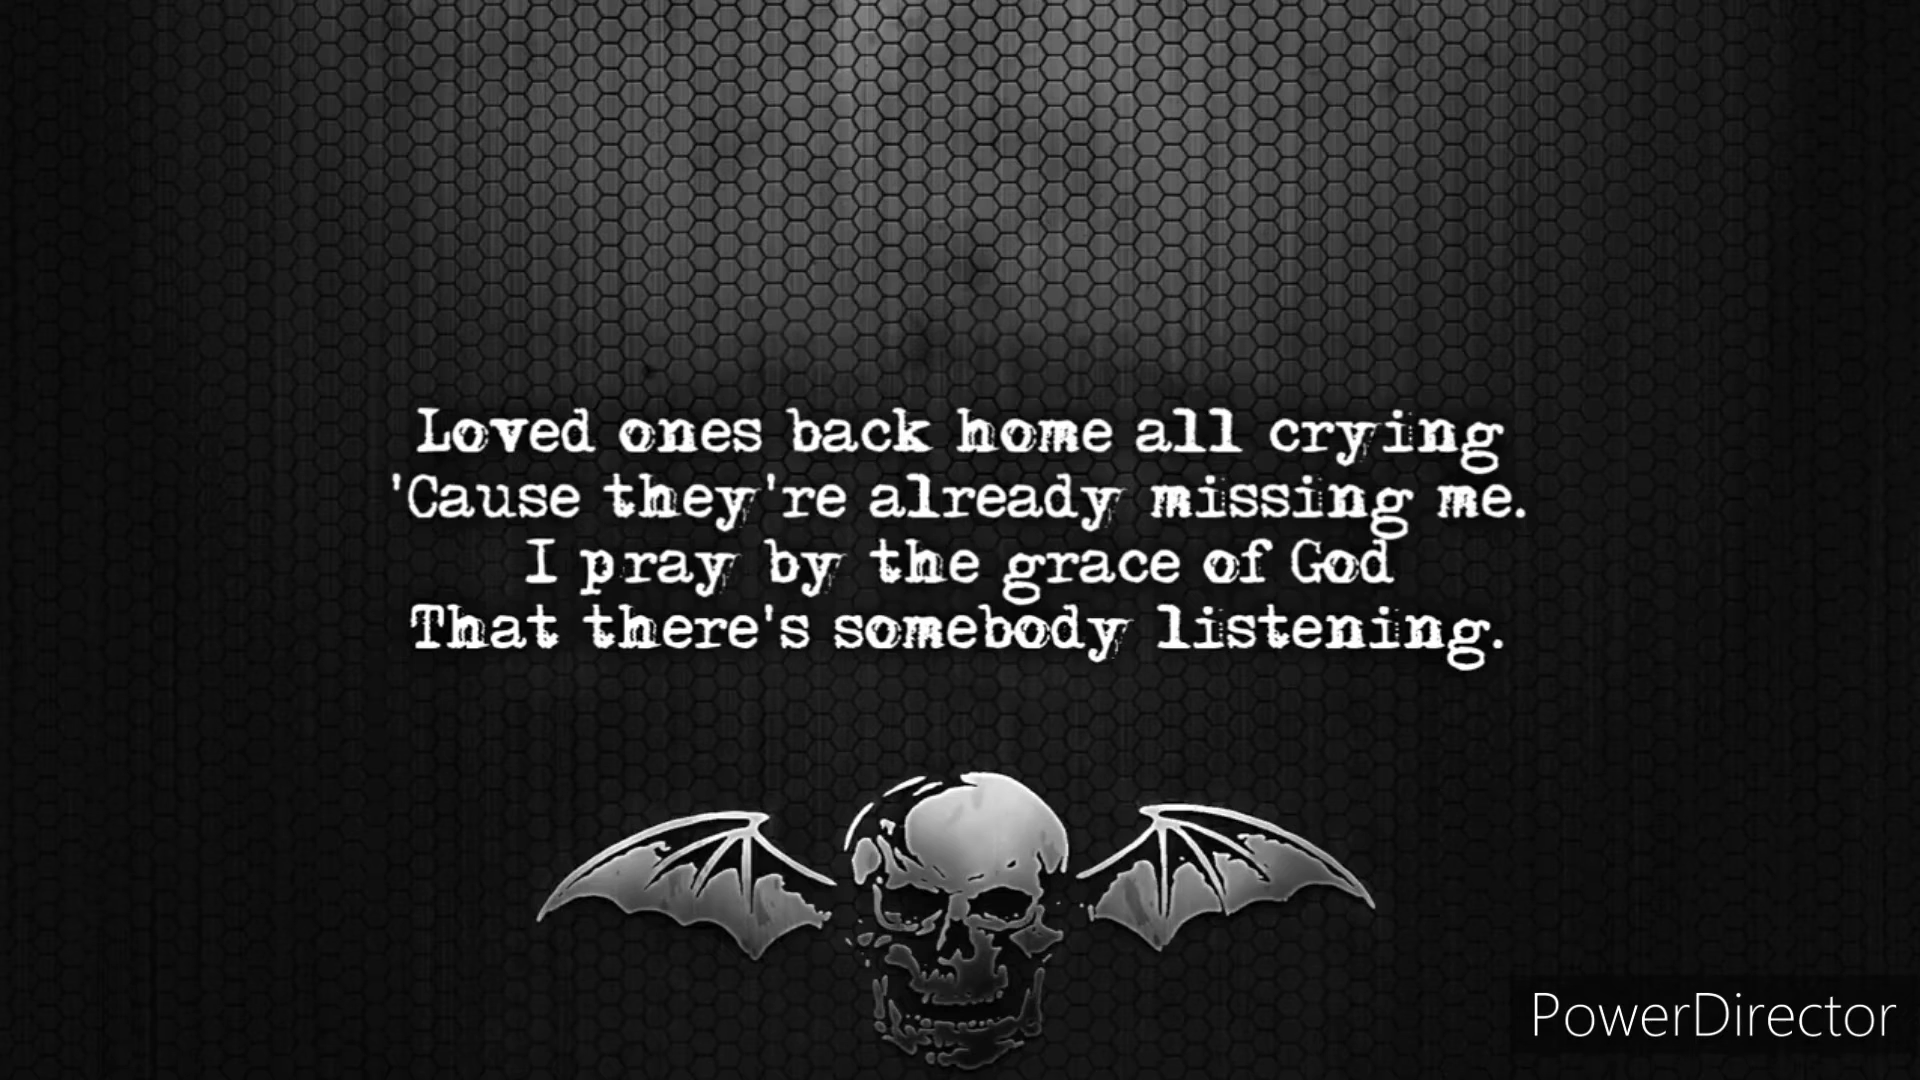 Loved ones back home all crying
'Cause they're already missing me.
I pray by the grace of God
That there's somebody listening.
PowerDirector